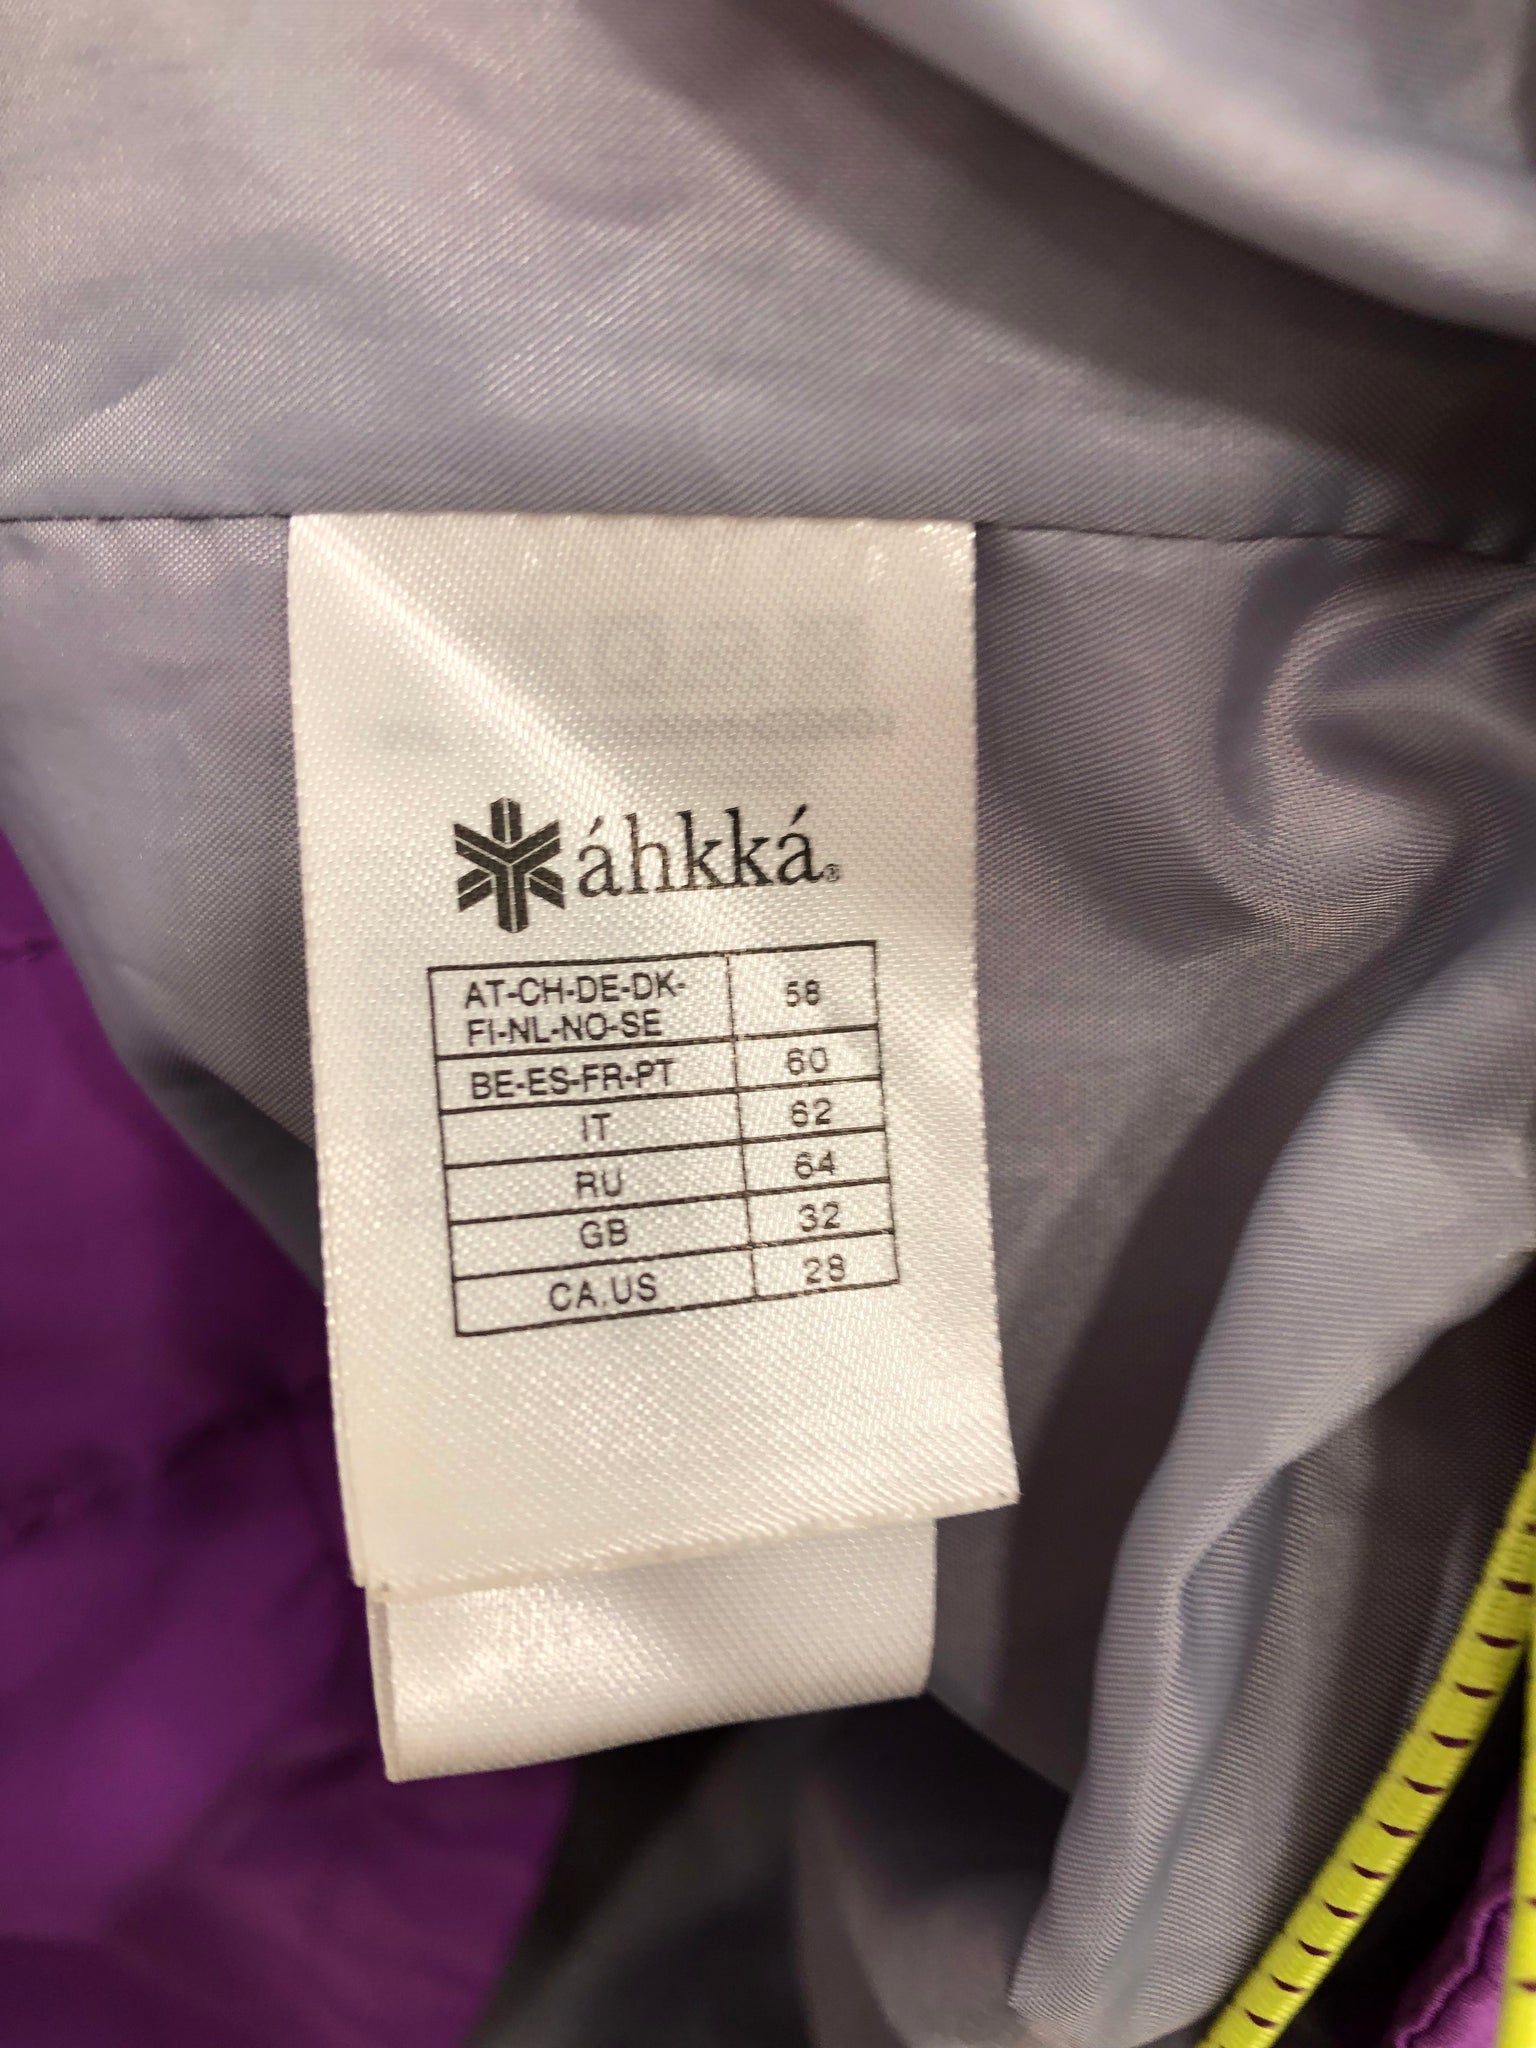 áhkká®
AT-CH-DE-DK-
FI-NL-NO-SE 58
BE-ES-FR-PT 60
IT 62
RU 64
GB 32
CA.US 28